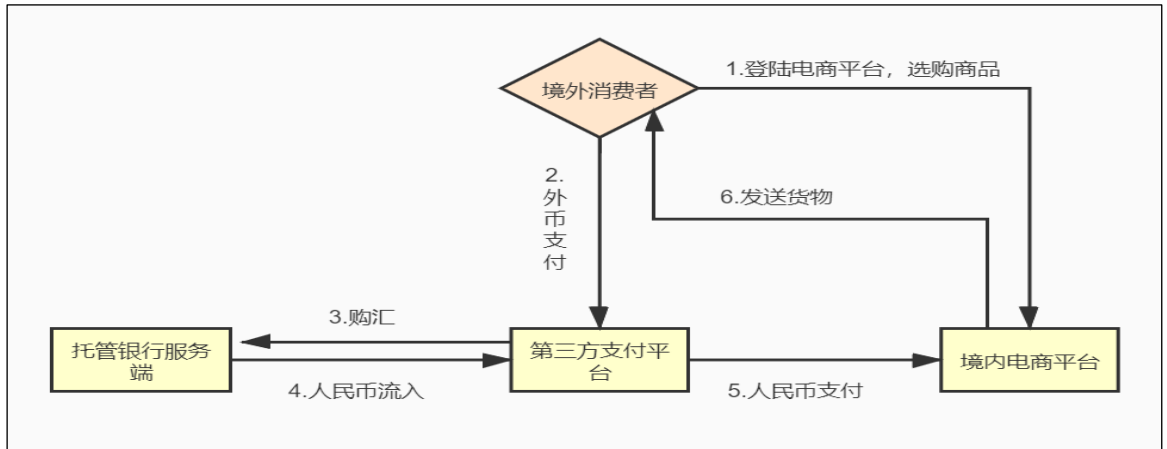 境外消费者
1.登陆电商平台，选购商品
2.
外
币
支
付
6.发送货物
3.购汇
托管银行服务
端
第三方支付平
台
境内电商平台
4.人民币流入
5.人民币支付